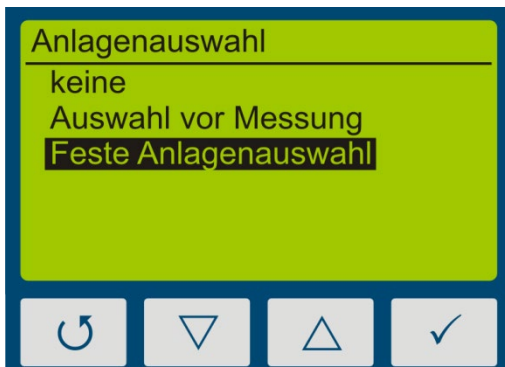 Anlagenauswahl
keine
Auswahl vor Messung
Feste Anlagenauswahl